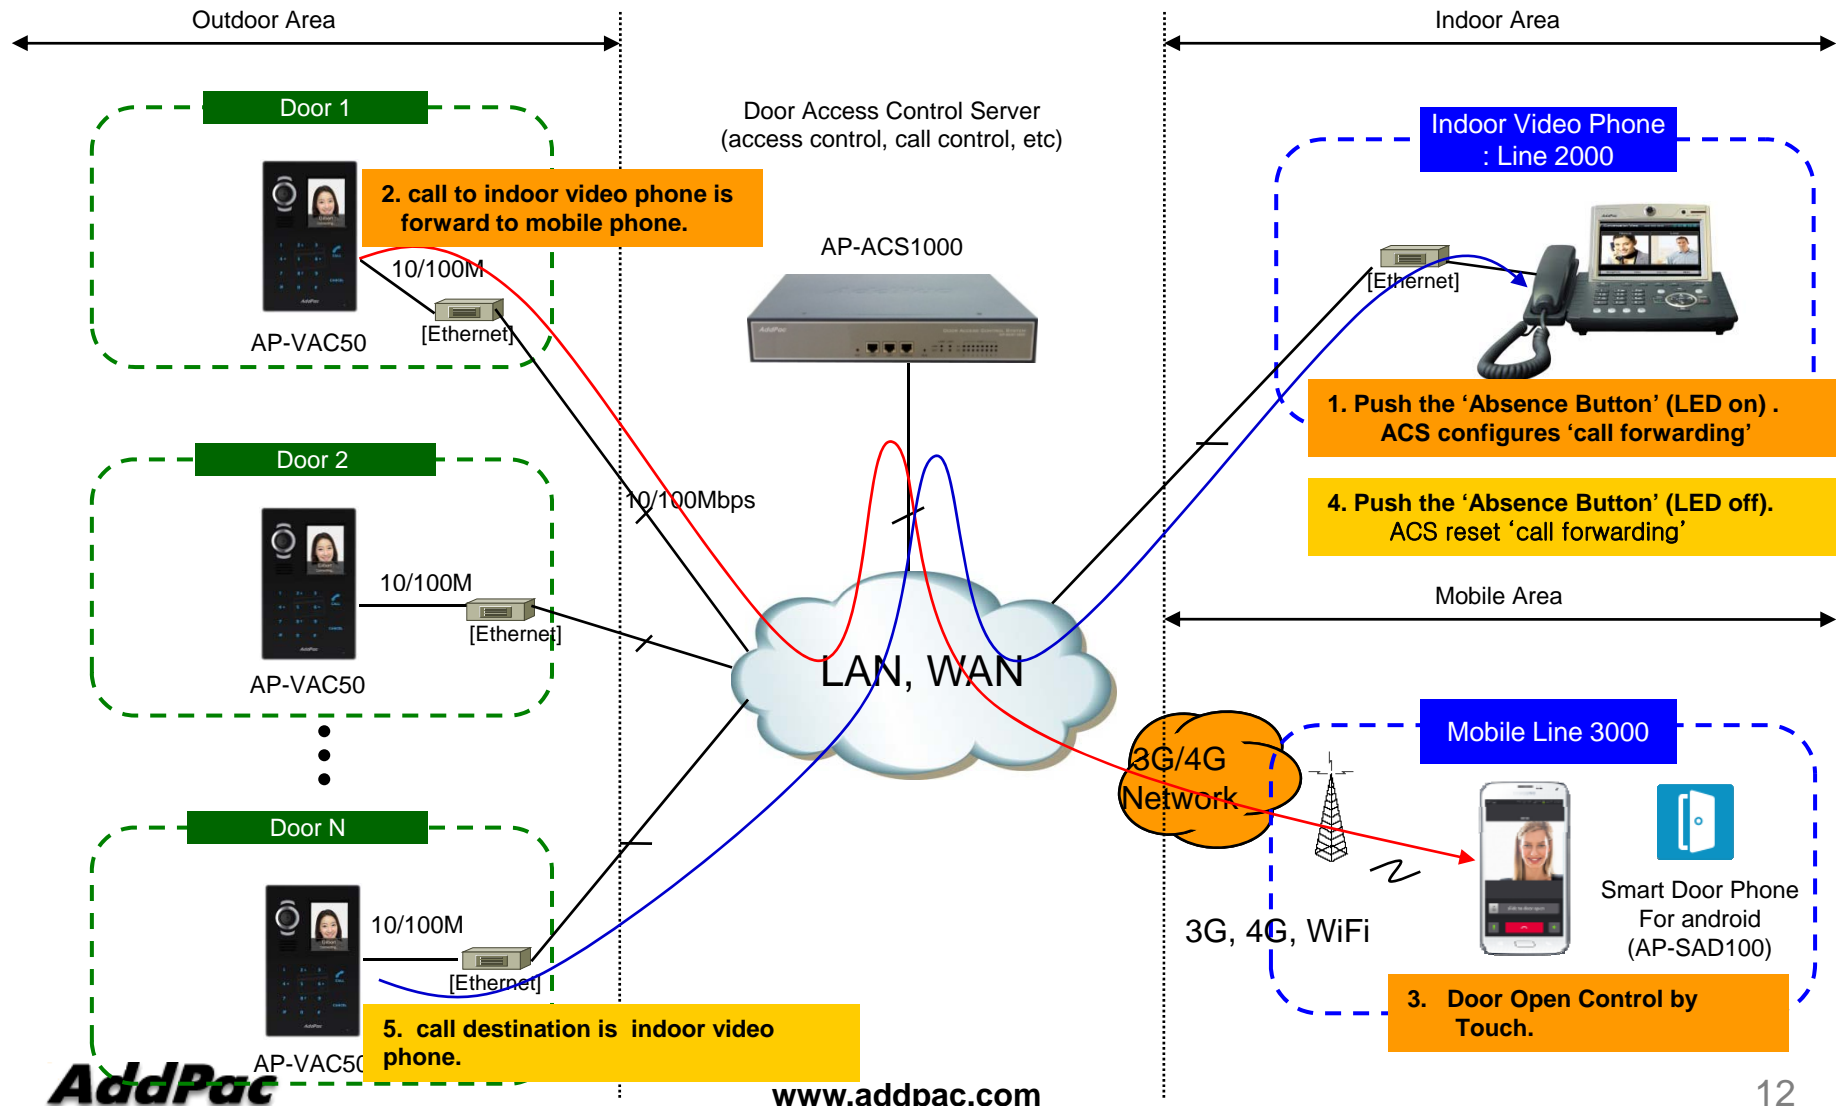 Outdoor Area
Indoor Area
Door 1
Door Access Control Server
(access control, call control, etc)
Indoor Video Phone
: Line 2000
2. call to indoor video phone is
forward to mobile phone.
AP-ACS1000
10/100M
[Ethernet]
AP-VAC50
AddPac
[Ethernet]
1. Push the ‘Absence Button’ (LED on) .
ACS configures ‘call forwarding’
Door 2
10/100Mbps
4. Push the ‘Absence Button’ (LED off).
ACS reset ‘call forwarding’
10/100M
[Ethernet]
AP-VAC50
Mobile Area
LAN, WAN
Mobile Line 3000
3G/4G
Network
Door N
10/100M
[Ethernet]
3G, 4G, WiFi
Smart Door Phone
For android
(AP-SAD100)
3. Door Open Control by
Touch.
5. call destination is indoor video
phone.
AP-VAC50
AddPac
www.addpac.com
12